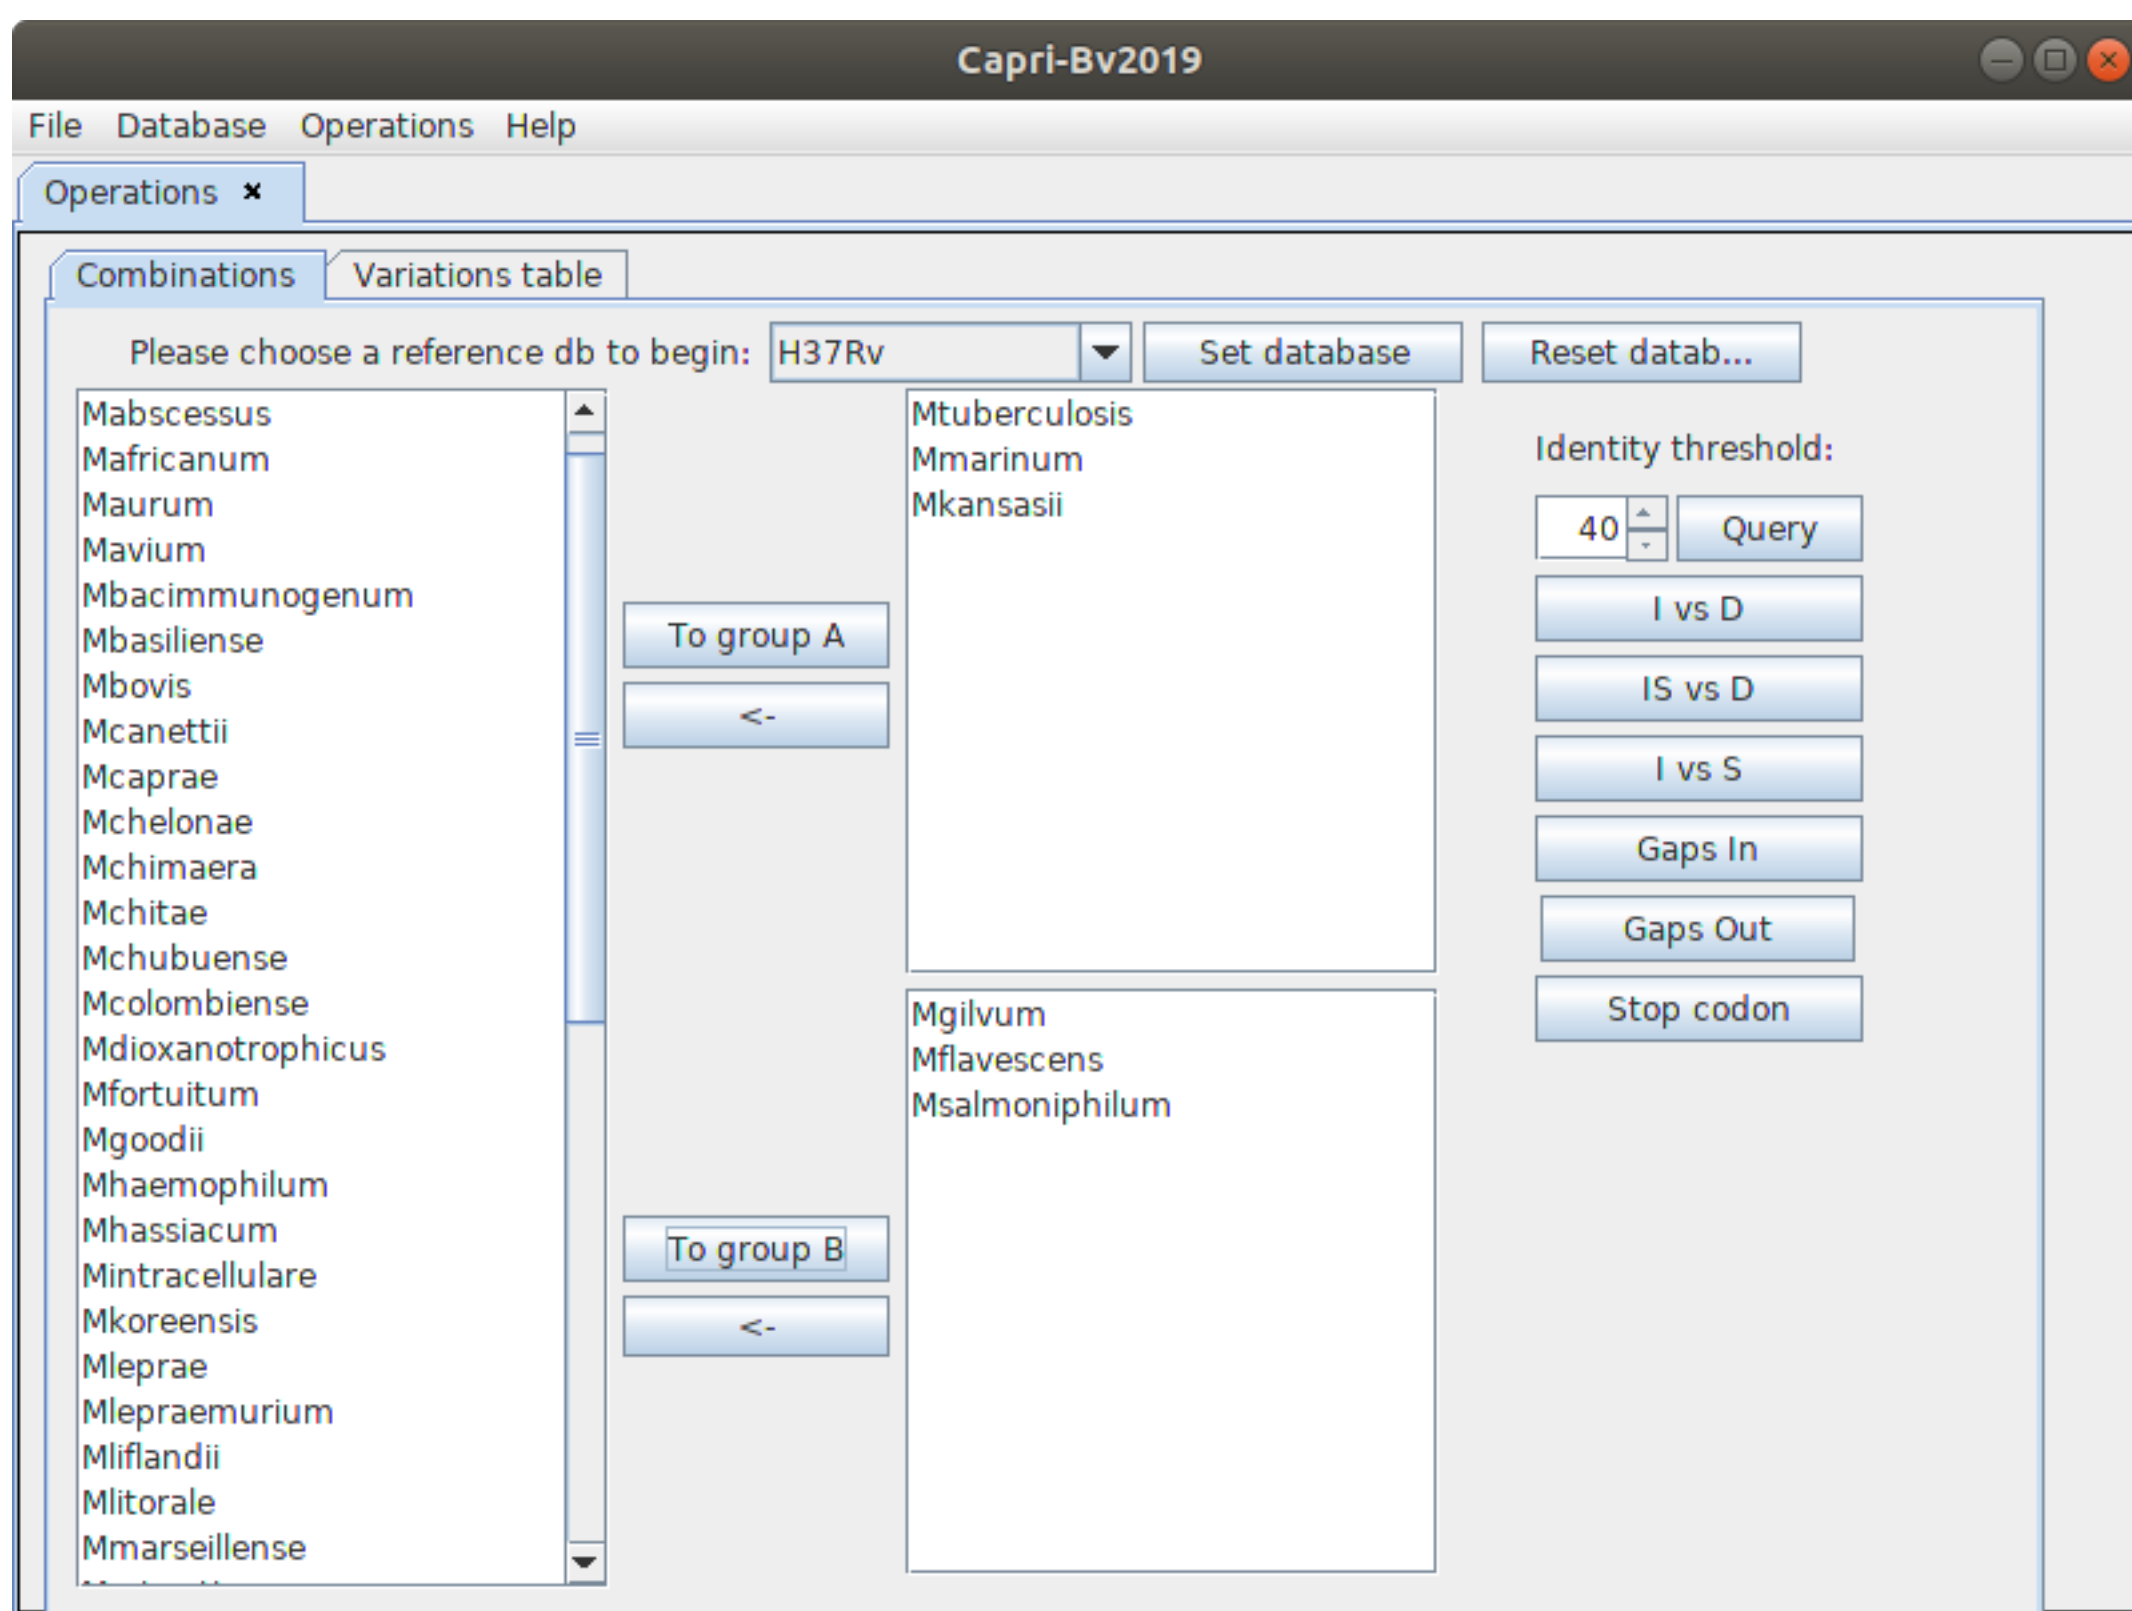 Capri-Bv2019
File Database Operations Help
Operations
Combinations Variations table
Please choose a reference db to begin: H37Rv Set database Reset datab...
Mabscessus
Mafricanum
Maurum
Mavium
Mbacimmunogenum
Mbasiliense
Mbovis
Mcanettii
Mcaprae
Mchelonae
Mchimaera
Mchitae
Mchubuense
Mcolombiense
Mdioxanotrophicus
Mfortuitum
Mgoodii
Mhaemophilum
Mhassiacum
Mintracellulare
Mkoreensis
Mleprae
Mlepraemurium
Mliflandii
Mlitorale
Mmarseillense
To group A
<-
To group B
<-
Mtuberculosis
Mmarinum
Mkansasii
Mgilvum
Mflavescens
Msalmoniphilum
Identity threshold:
40 Query
I vs D
IS vs D
I vs S
Gaps In
Gaps Out
Stop codon